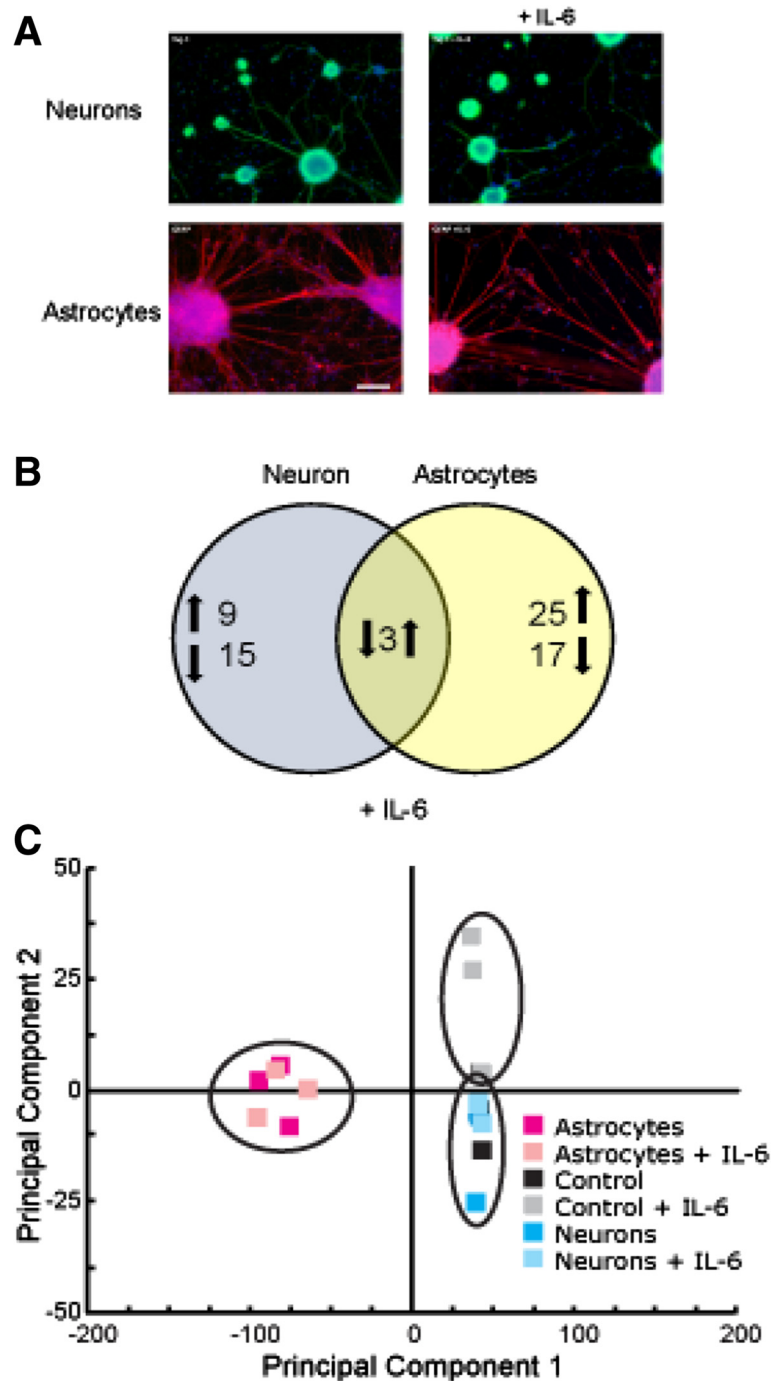 A
+ IL-6
Neurons
Astrocytes
B
Neuron Astrocytes
9
15
3
25
17
+ IL-6
C
50
25
0
-25
-50
Principal Component 2
-200 -100 0 100 200
Principal Component 1
Astrocytes
Astrocytes + IL-6
Control
Control + IL-6
Neurons
Neurons + IL-6